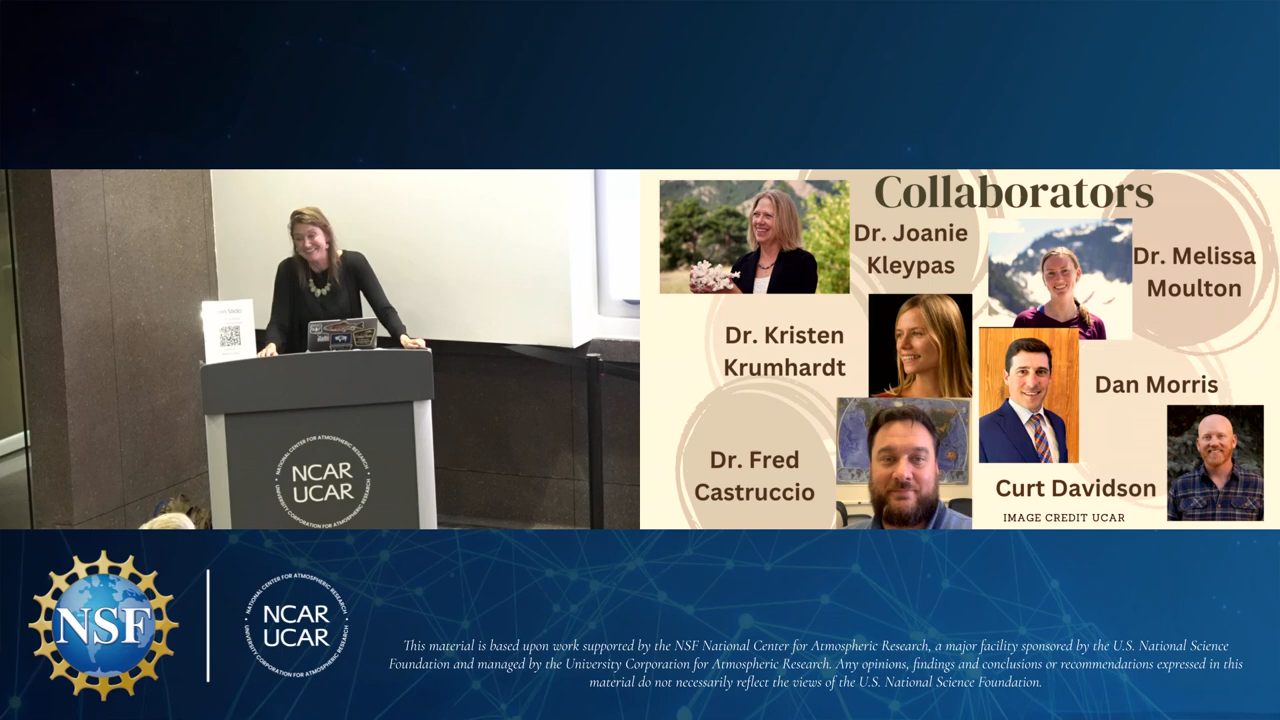 Collaborators
Dr. Joanie
Kleypas
Dr. Melissa
Moulton
Dr. Kristen
Krumhardt
Dan Morris
Dr. Fred
Castruccio
Curt Davidson
IMAGE CREDIT UCAR
NCAR
UCAR
NATIONAL CENTER FOR ATMOSPHERIC RESEARCH
UNIVERSITY CORPORATION FOR ATMOSPHERIC RESEARCH
NSF
NCAR
UCAR
NATIONAL CENTER FOR ATMOSPHERIC RESEARCH
UNIVERSITY CORPORATION FOR ATMOSPHERIC RESEARCH
This material is based upon work supported by the NSF National Center for Atmospheric Research, a major facility sponsored by the U.S. National Science
Foundation and managed by the University Corporation for Atmospheric Research. Any opinions, findings and conclusions or recommendations expressed in this
material do not necessarily reflect the views of the U.S. National Science Foundation.